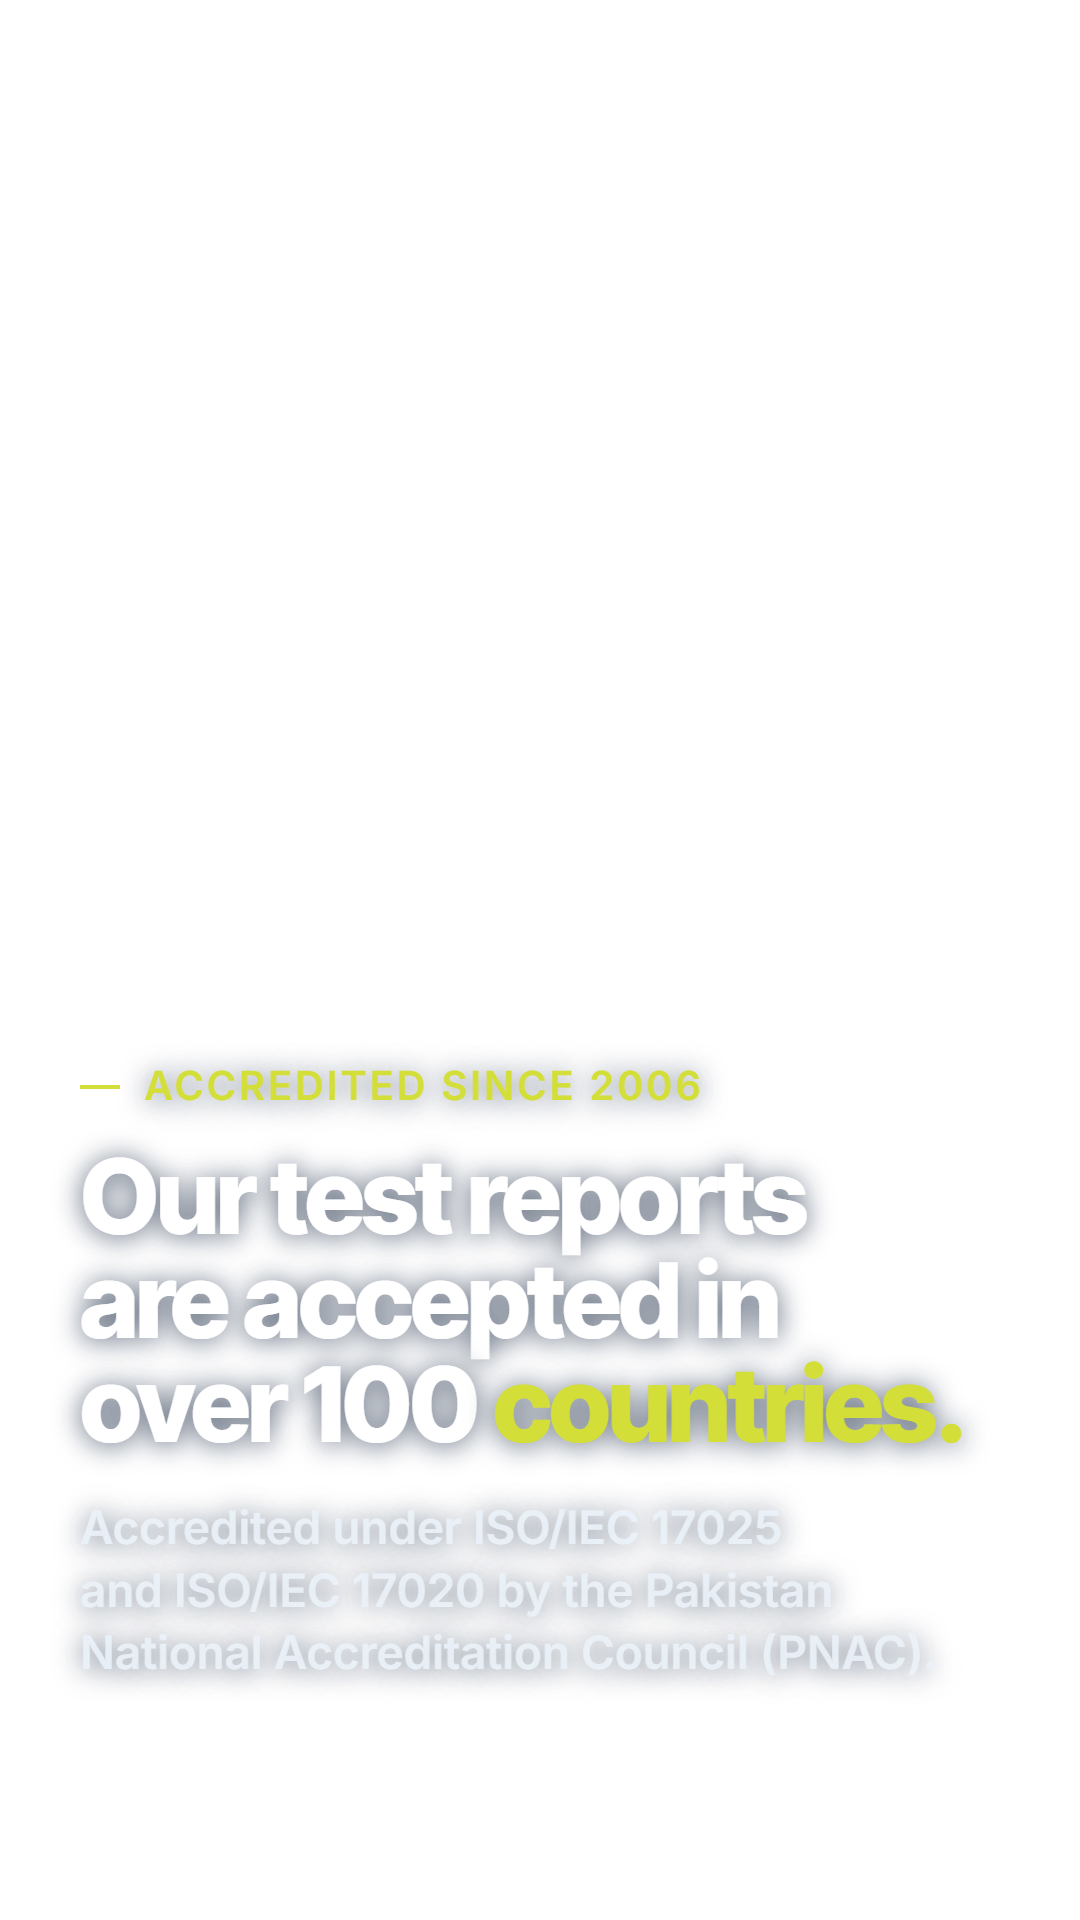 — ACCREDITED SINCE 2006
Our test reports
are accepted in
over 100 countries.
Accredited under ISO/IEC 17025
and ISO/IEC 17020 by the Pakistan
National Accreditation Council (PNAC).